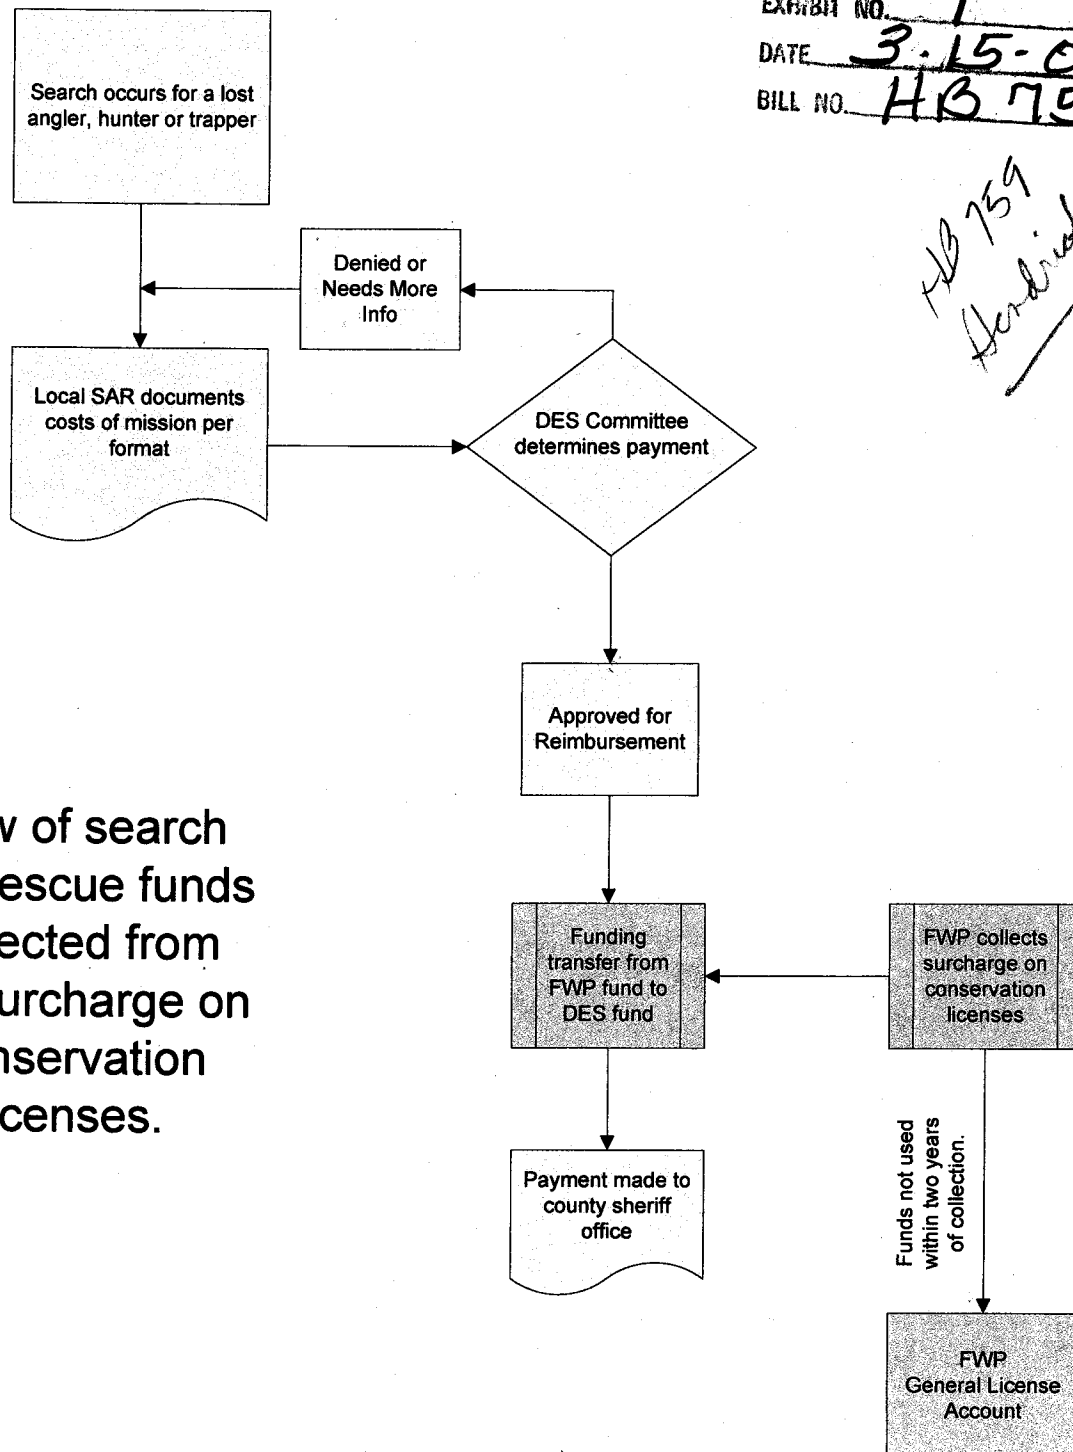 EXHIBIT NO. 1
DATE 3-15-0
BILL NO. HB 75
HB 759
Search occurs for a lost
angler, hunter or trapper
Denied or
Needs More
Info
Local SAR documents
costs of mission per
format
DES Committee
determines payment
Approved for
Reimbursement
w of search
escue funds
ected from
urcharge on
nservation
censes.
Funding
transfer from
FWP fund to
DES fund
FWP collects
surcharge on
conservation
licenses
Payment made to
county sheriff
office
Funds not used
within two years
of collection.
FWP
General License
Account